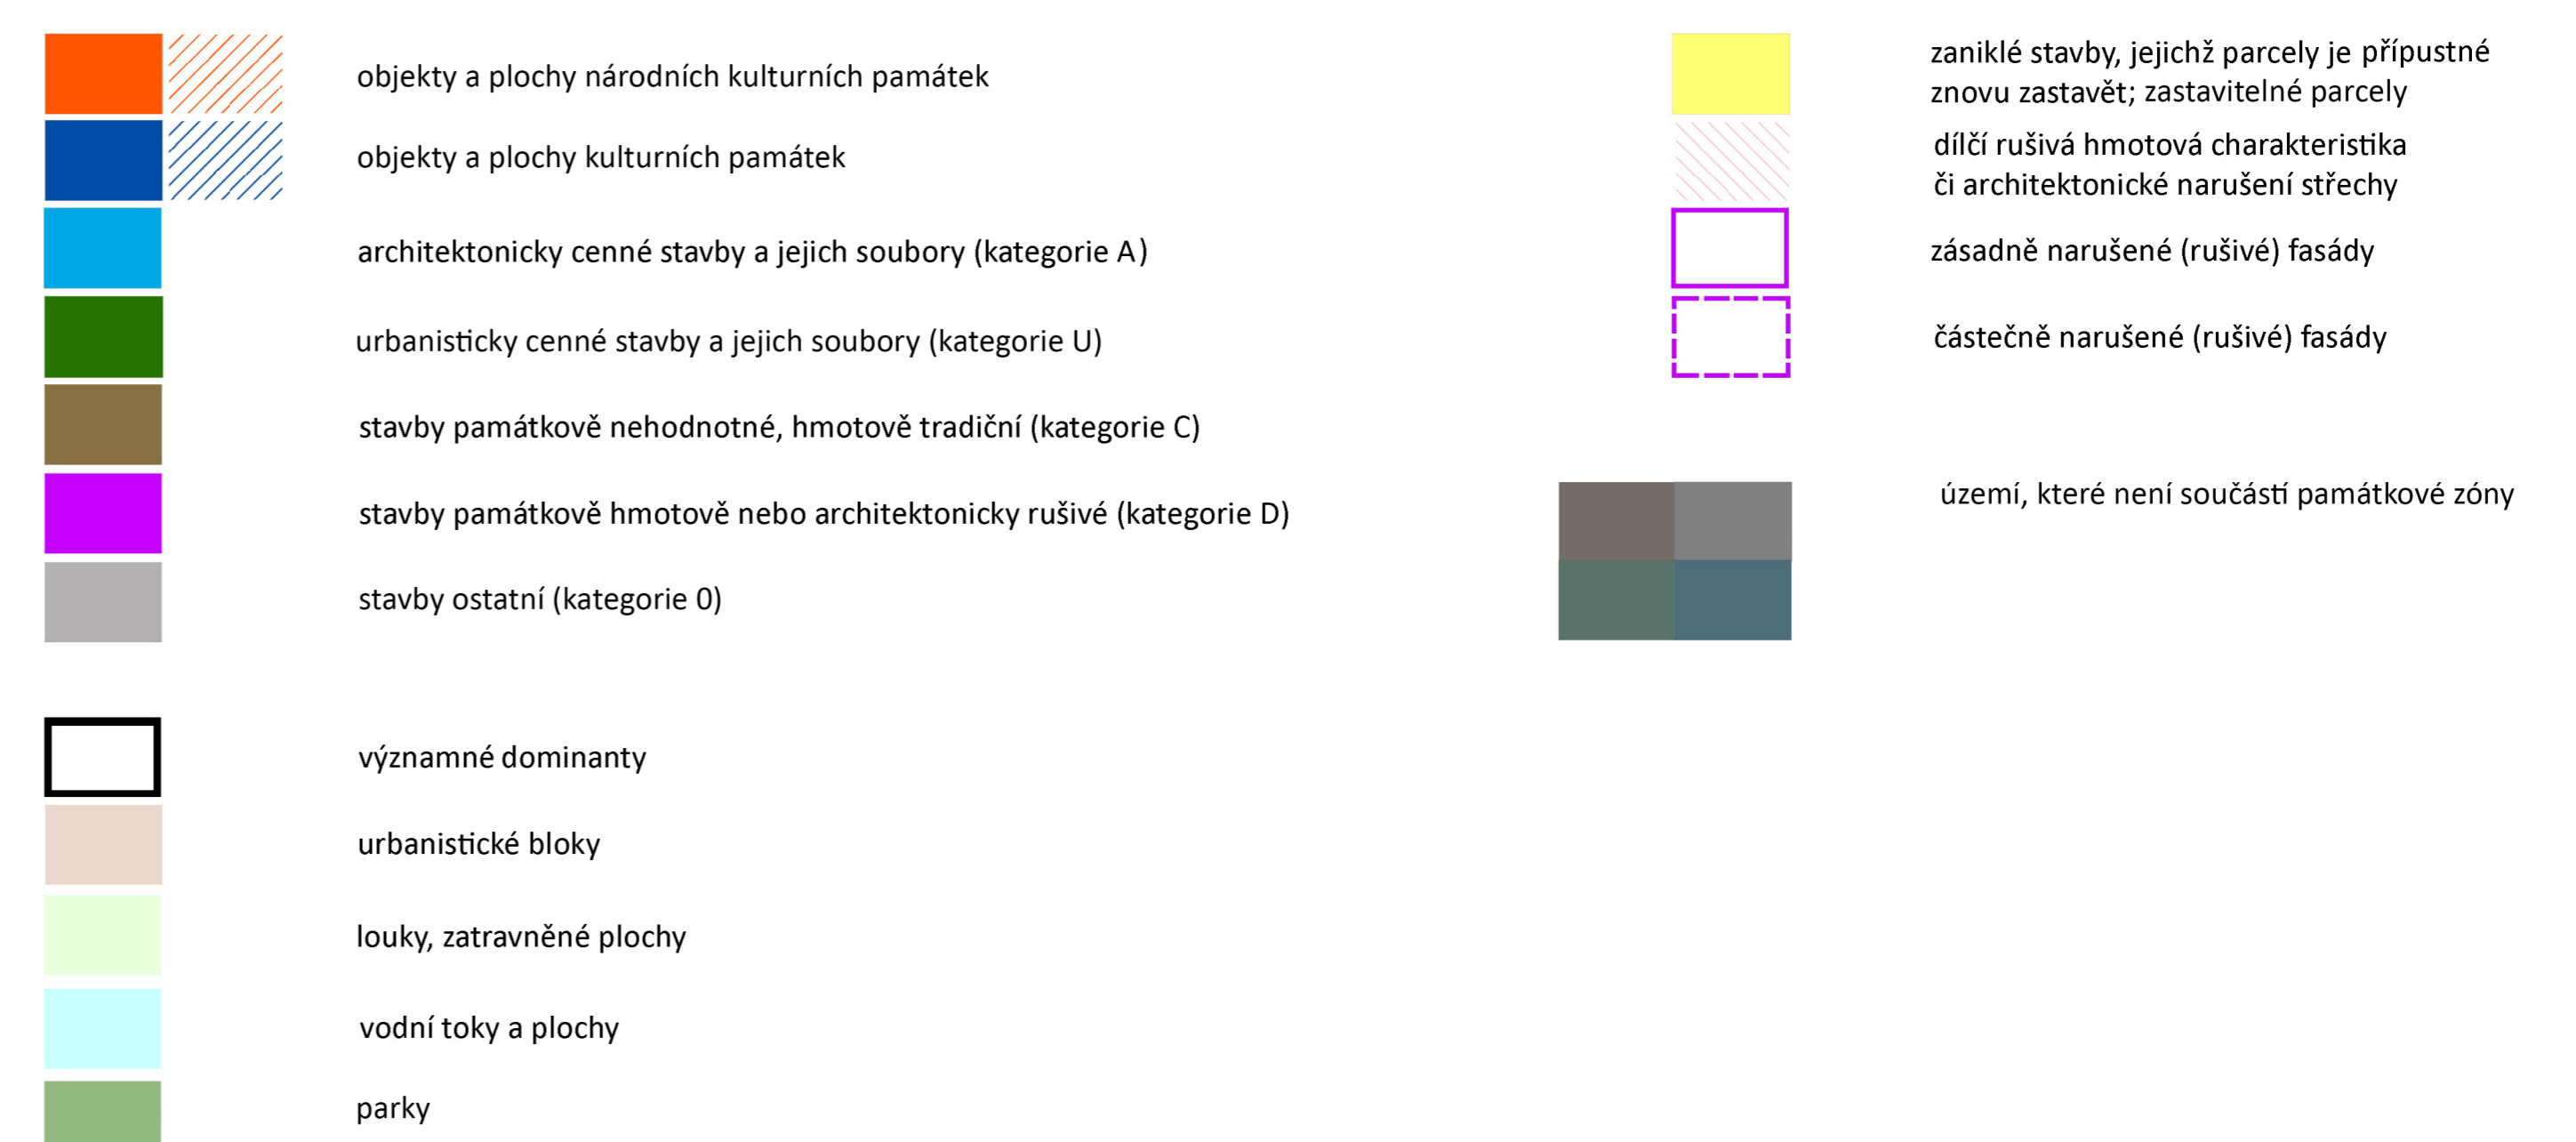 objekty a plochy národních kulturních památek
objekty a plochy kulturních památek
architektonicky cenné stavby a jejich soubory (kategorie A)
urbanisticky cenné stavby a jejich soubory (kategorie U)
stavby památkově nehodnotné, hmotově tradiční (kategorie C)
stavby památkově hmotově nebo architektonicky rušivé (kategorie D)
stavby ostatní (kategorie 0)
významné dominanty
urbanistické bloky
louky, zatravněné plochy
vodní toky a plochy
parky
zaniklé stavby, jejichž parcely je přípustné
znovu zastavět; zastavitelné parcely
dílčí rušivá hmotová charakteristika
či architektonické narušení střechy
zásadně narušené (rušivé) fasády
částečně narušené (rušivé) fasády
území, které není součástí památkové zóny